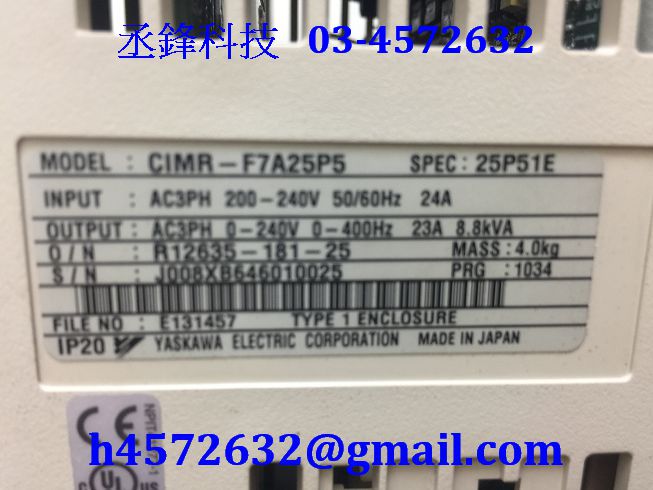 丞鋒科技 03-4572632
MODEL : CIMR-F7A25P5 SPEC : 25P51E
INPUT : AC3PH 200-240V 50/60Hz 24A
OUTPUT : AC3PH 0-240V 0-400Hz 23A 8.8kVA
O/N : R12635-181-25 MASS : 4.0kg
S/N : J008XB646010025 PRG : 1034
FILE NO : E131457 TYPE 1 ENCLOSURE
IP20 YASKAWA ELECTRIC CORPORATION MADE IN JAPAN
CE
h4572632@gmail.com
C UL US